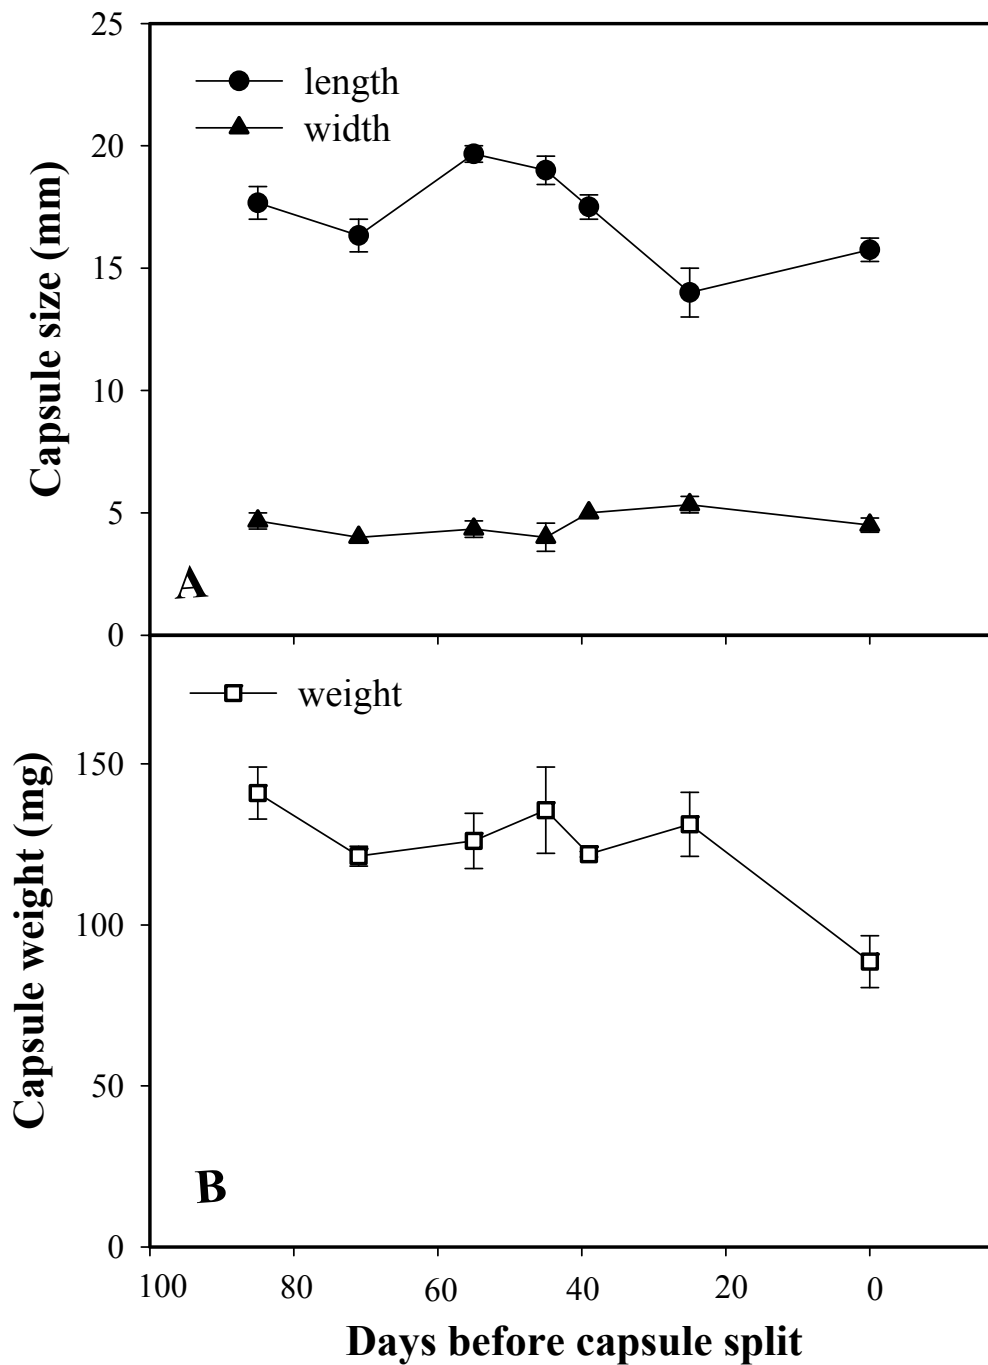 25
length
width
20
15
10
5
0
Capsule size (mm)
A
weight
150
100
50
0
Capsule weight (mg)
B
100 80 60 40 20 0
Days before capsule split